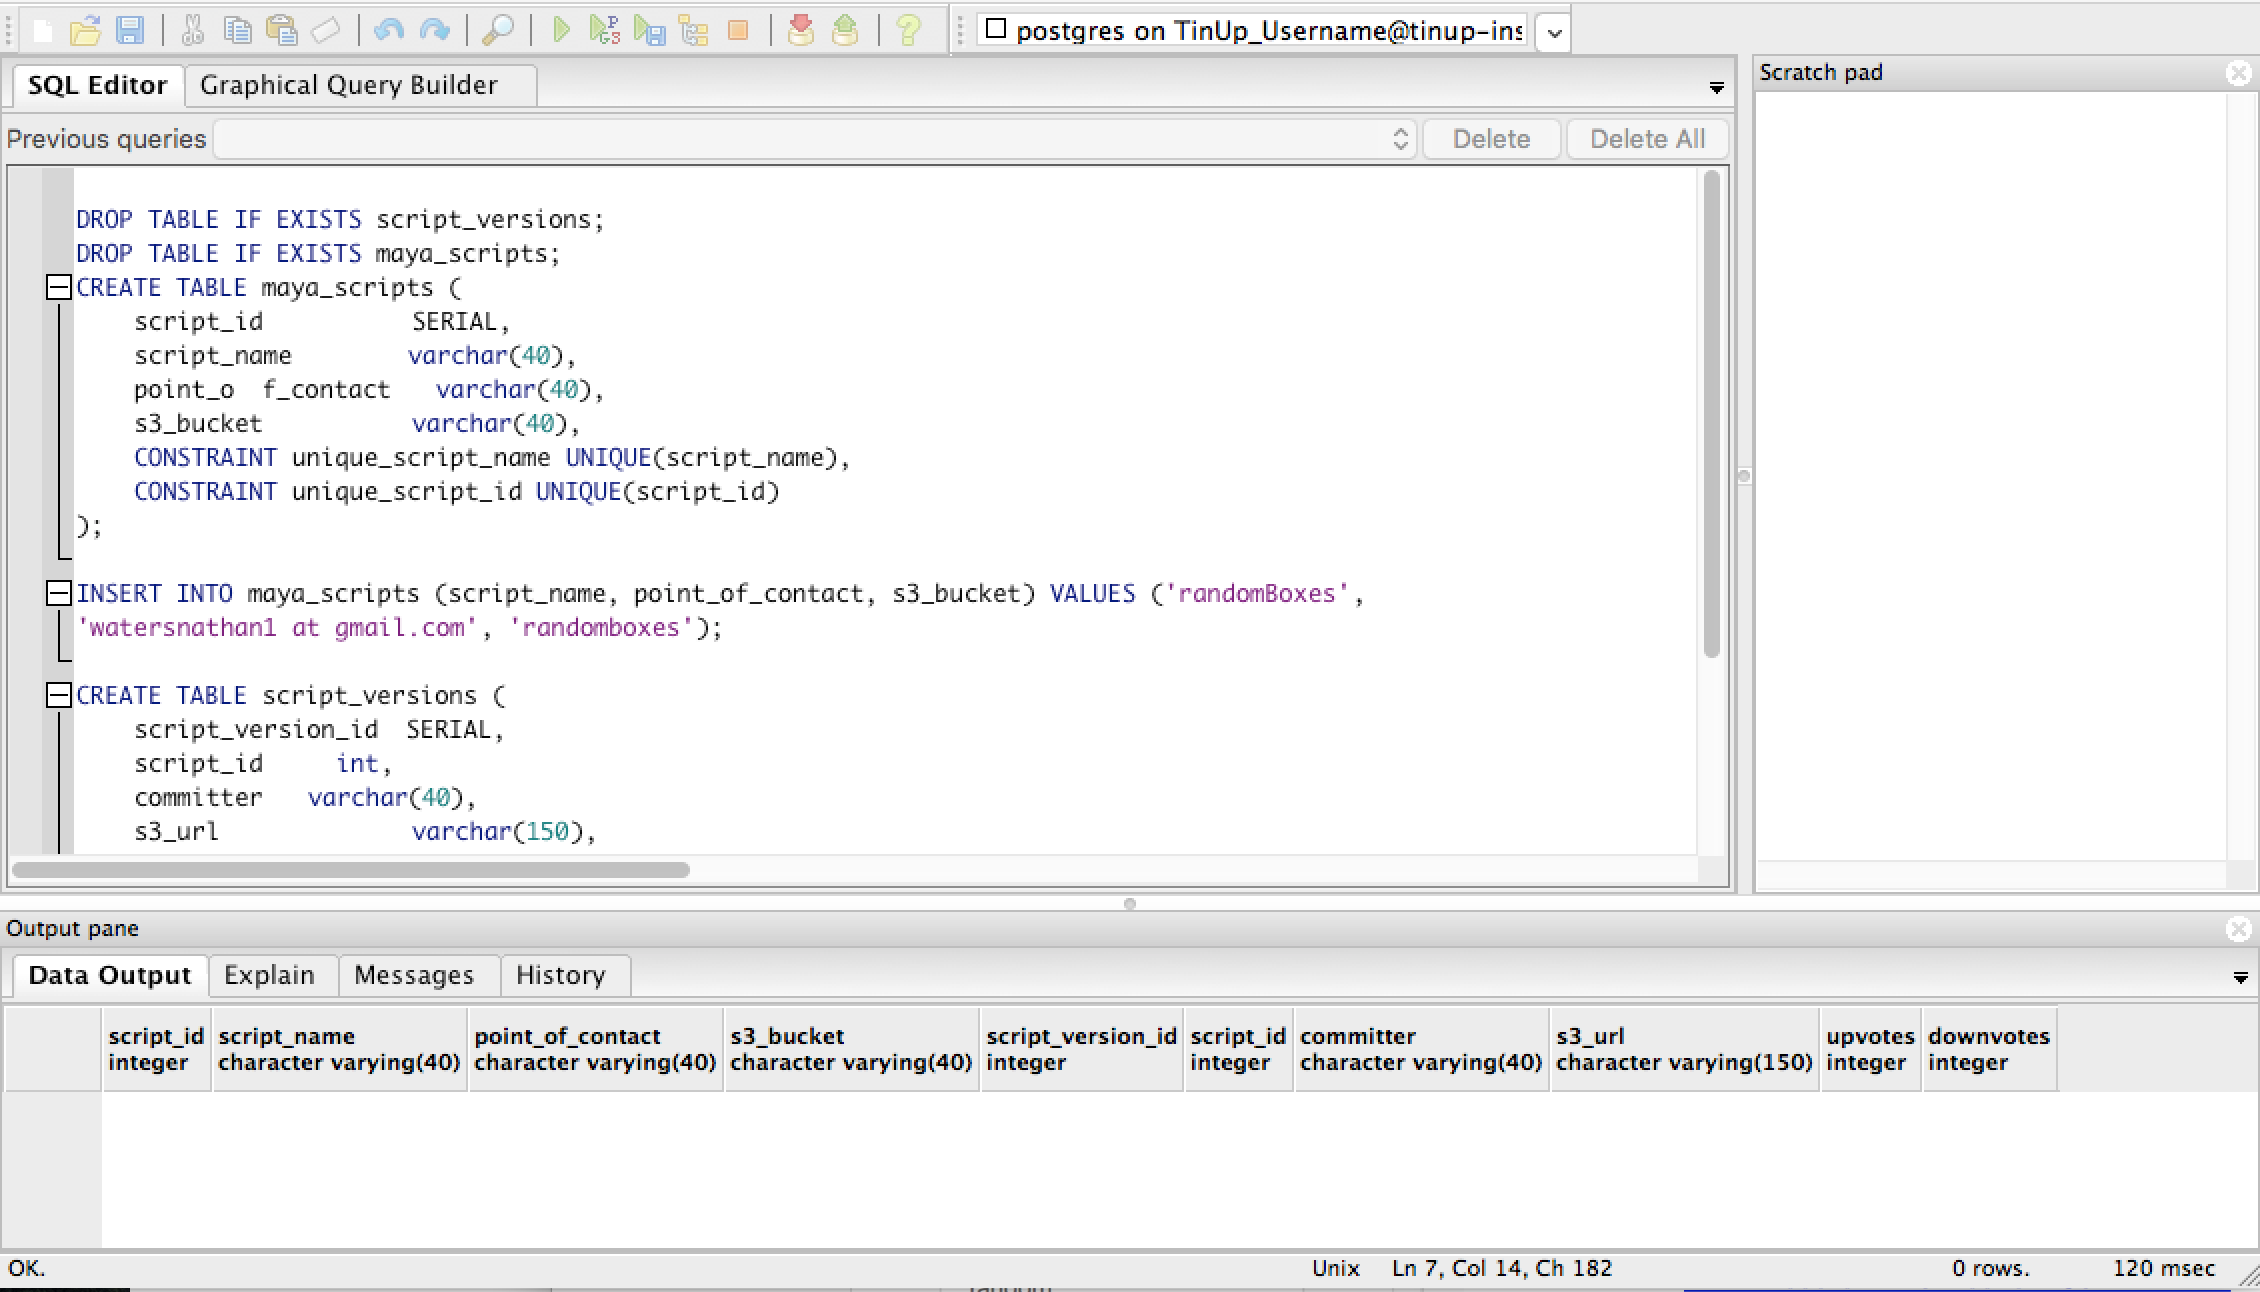 postgres on TinUp_Username@tinup-ins
SQL Editor
Graphical Query Builder
Scratch pad
Previous queries
Delete
Delete All
DROP TABLE IF EXISTS script_versions;
DROP TABLE IF EXISTS maya_scripts;
CREATE TABLE maya_scripts (
script_id SERIAL,
script_name varchar(40),
point_o f_contact varchar(40),
s3_bucket varchar(40),
CONSTRAINT unique_script_name UNIQUE(script_name),
CONSTRAINT unique_script_id UNIQUE(script_id)
);
INSERT INTO maya_scripts (script_name, point_of_contact, s3_bucket) VALUES ('randomBoxes',
'watersnathan1 at gmail.com', 'randomboxes');
CREATE TABLE script_versions (
script_version_id SERIAL,
script_id int,
committer varchar(40),
s3_url varchar(150),
Output pane
Data Output
Explain
Messages
History
script_id script_name point_of_contact s3_bucket script_version_id script_id committer s3_url upvotes downvotes
integer character varying(40) character varying(40) character varying(40) integer integer character varying(40) character varying(150) integer integer
OK.
Unix
Ln 7, Col 14, Ch 182
0 rows.
120 msec